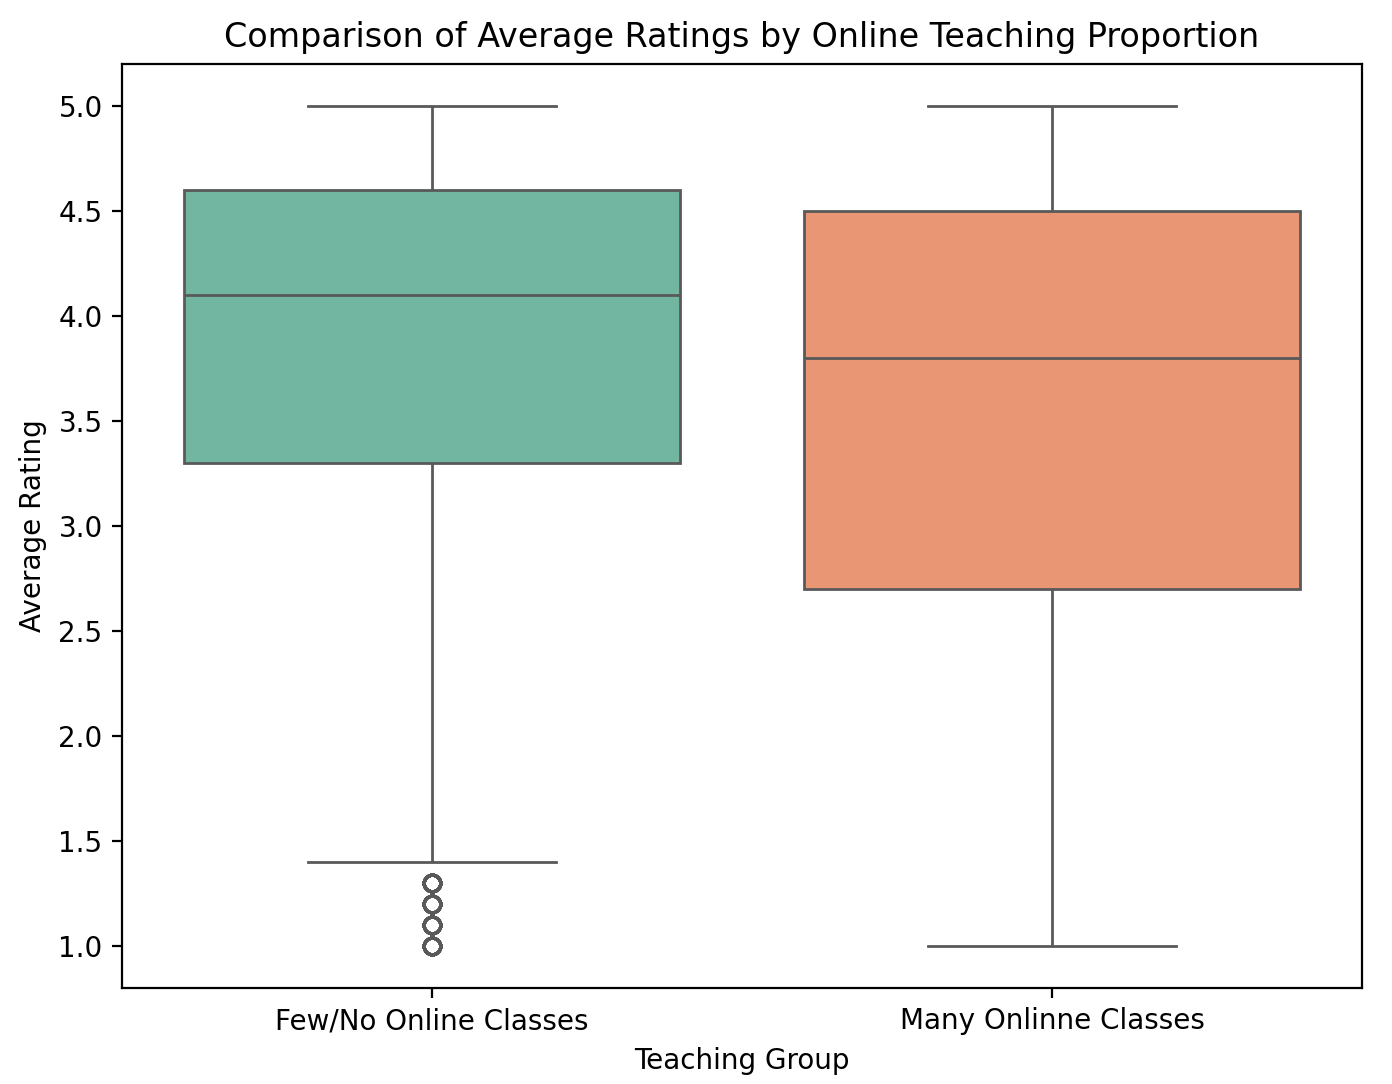 Comparison of Average Ratings by Online Teaching Proportion
5.0
4.5
4.0
3.5
3.0
2.5
2.0
1.5
1.0
Average Rating
Few/No Online Classes
Many Onlinne Classes
Teaching Group